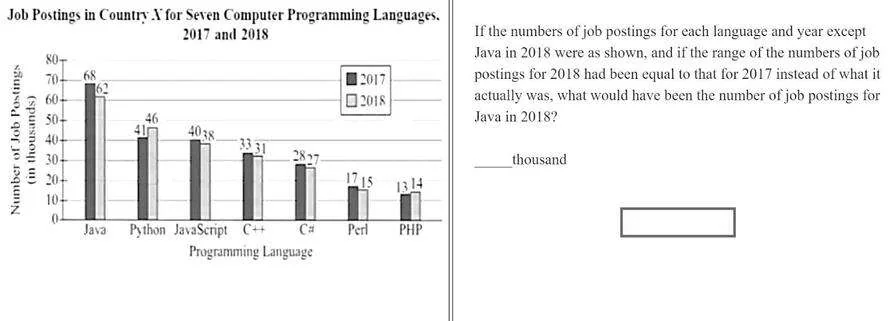 Job Postings in Country X for Seven Computer Programming Languages,
2017 and 2018
Number of Job Postings
(in thousands)
80
70
60
50
40
30
20
10
0
68
62
41
46
40
38
33
31
28
27
17
15
13
14
2017
2018
Java Python JavaScript C++ C# Perl PHP
Programming Language
If the numbers of job postings for each language and year except
Java in 2018 were as shown, and if the range of the numbers of job
postings for 2018 had been equal to that for 2017 instead of what it
actually was, what would have been the number of job postings for
Java in 2018?
_____thousand